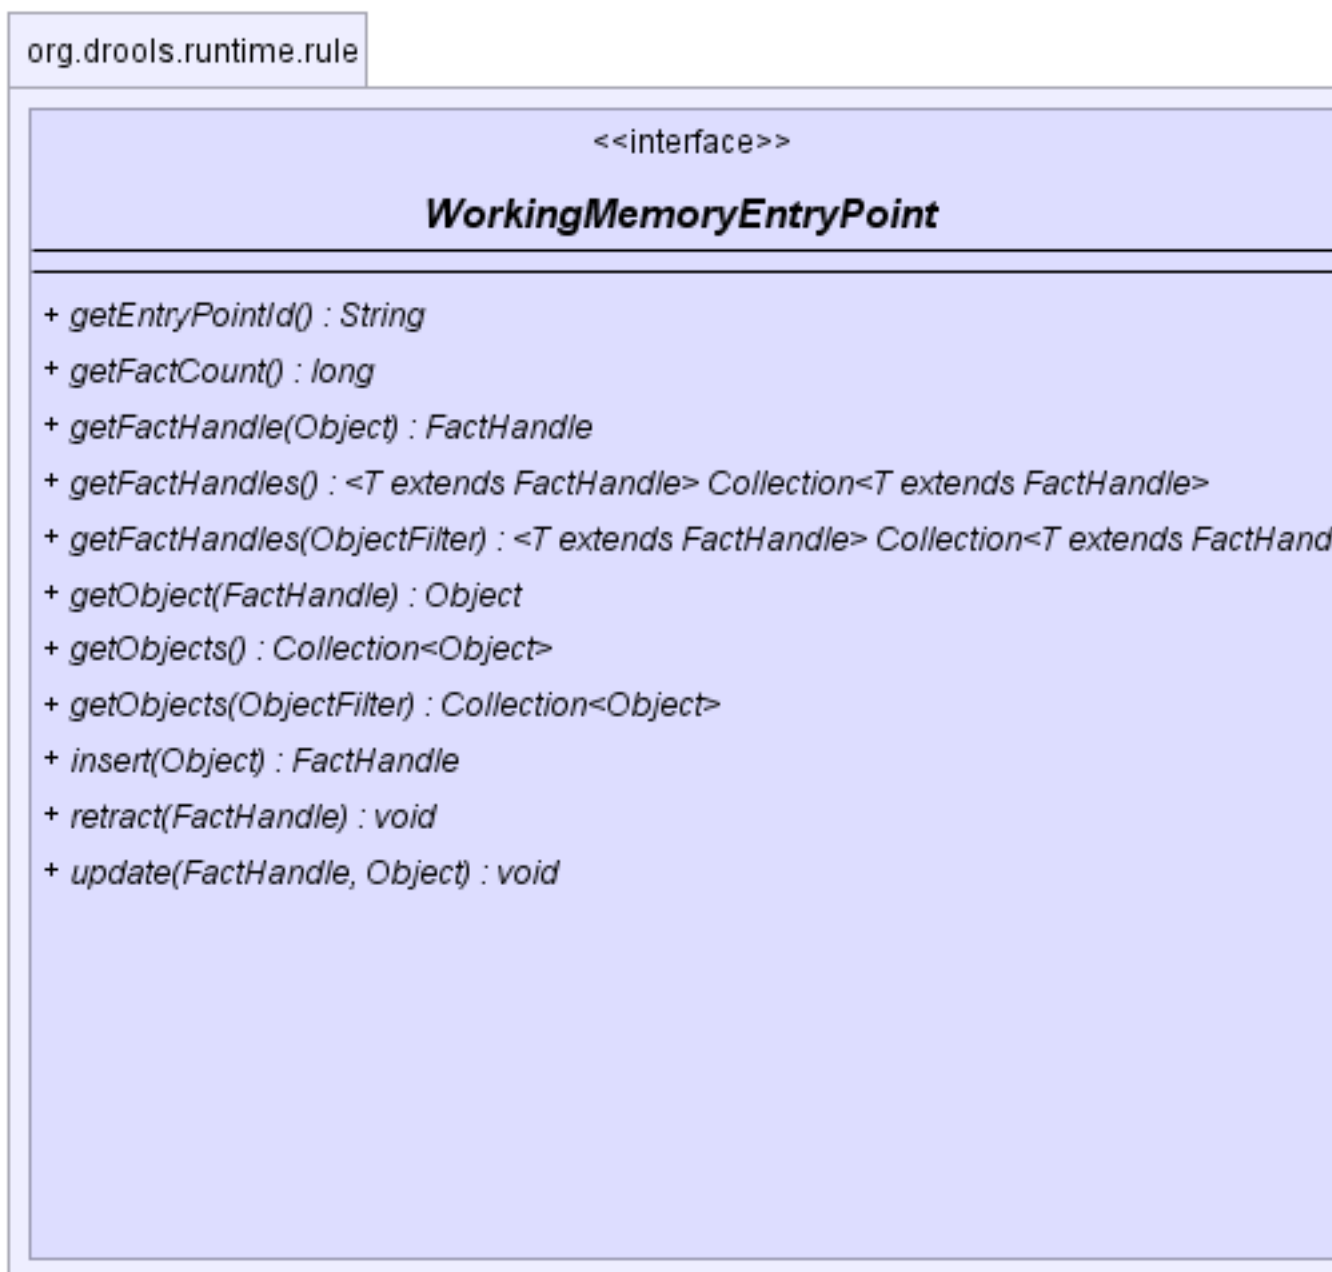 org.drools.runtime.rule
<<interface>>
WorkingMemoryEntryPoint
+ getEntryPointId() : String
+ getFactCount() : long
+ getFactHandle(Object) : FactHandle
+ getFactHandles() : <T extends FactHandle> Collection<T extends FactHandle>
+ getFactHandles(ObjectFilter) : <T extends FactHandle> Collection<T extends FactHand
+ getObject(FactHandle) : Object
+ getObjects() : Collection<Object>
+ getObjects(ObjectFilter) : Collection<Object>
+ insert(Object) : FactHandle
+ retract(FactHandle) : void
+ update(FactHandle, Object) : void